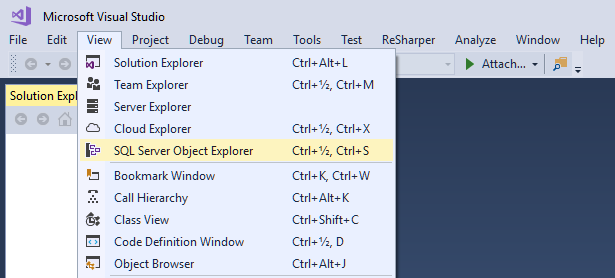 Microsoft Visual Studio
File Edit View Project Debug Team Tools Test ReSharper Analyze Window Help
Attach...
Solution Expl
Solution Explorer Ctrl+Alt+L
Team Explorer Ctrl+½, Ctrl+M
Server Explorer
Cloud Explorer Ctrl+½, Ctrl+X
SQL Server Object Explorer Ctrl+½, Ctrl+S
Bookmark Window Ctrl+K, Ctrl+W
Call Hierarchy Ctrl+Alt+K
Class View Ctrl+Shift+C
Code Definition Window Ctrl+½, D
Object Browser Ctrl+Alt+J